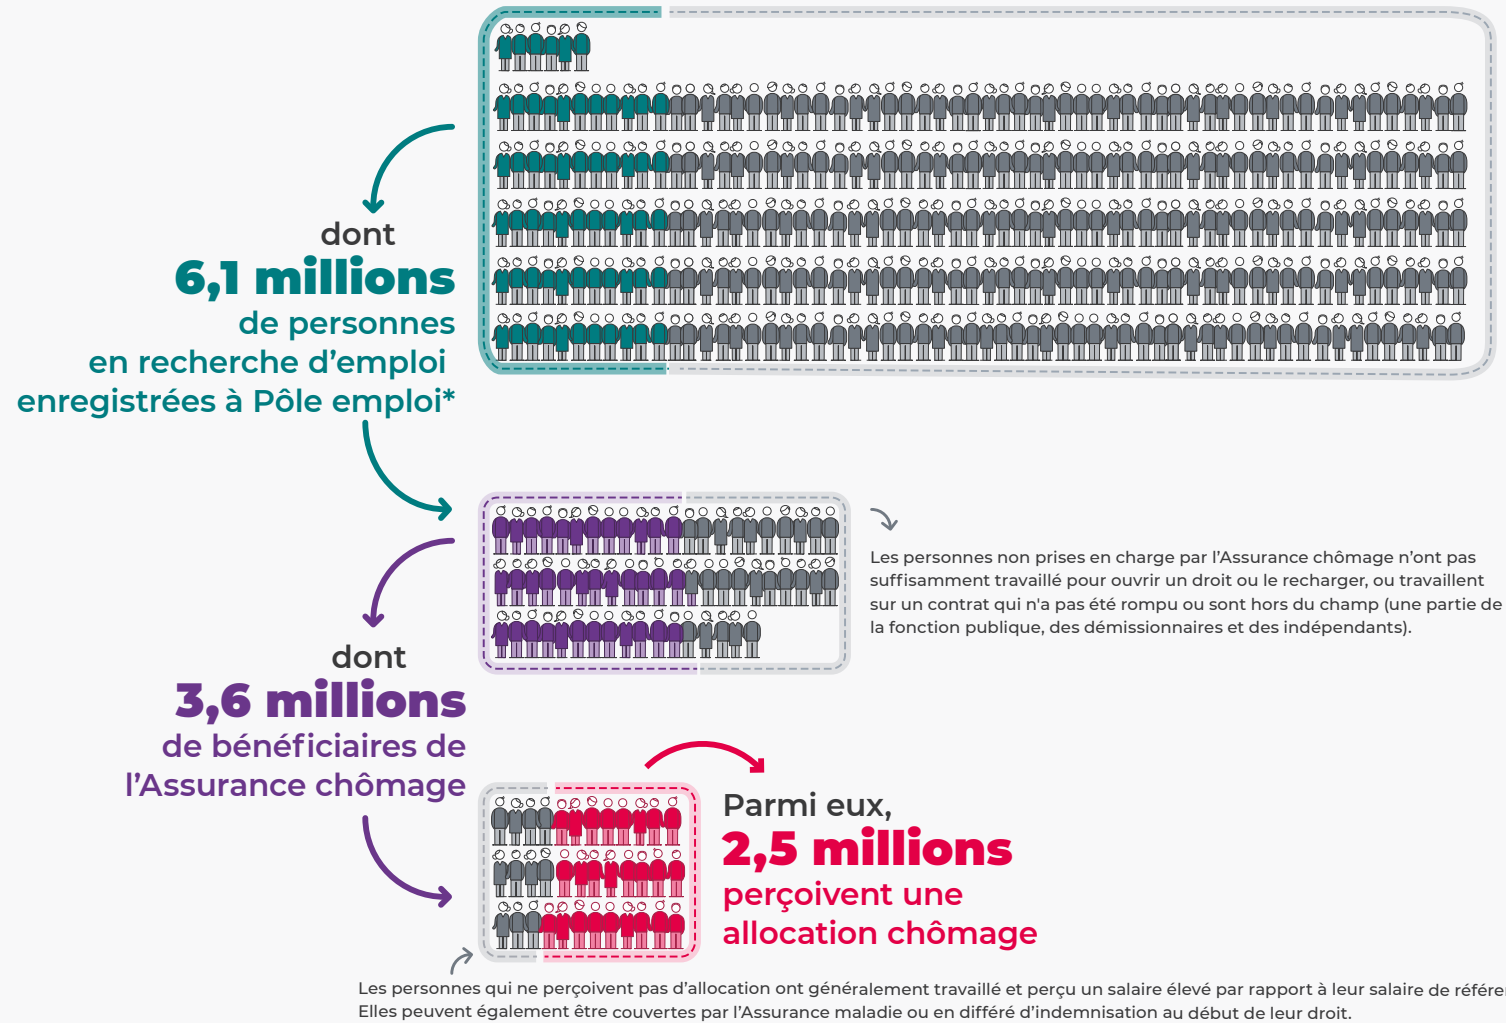 dont
6,1 millions
de personnes
en recherche d’emploi
enregistrées à Pôle emploi*
Les personnes non prises en charge par l’Assurance chômage n’ont pas
suffisamment travaillé pour ouvrir un droit ou le recharger, ou travaillent
sur un contrat qui n'a pas été rompu ou sont hors du champ (une partie de
la fonction publique, des démissionnaires et des indépendants).
dont
3,6 millions
de bénéficiaires de
l’Assurance chômage
Parmi eux,
2,5 millions
perçoivent une
allocation chômage
Les personnes qui ne perçoivent pas d’allocation ont généralement travaillé et perçu un salaire élevé par rapport à leur salaire de
Elles peuvent également être couvertes par l’Assurance maladie ou en différé d’indemnisation au début de leur droit.